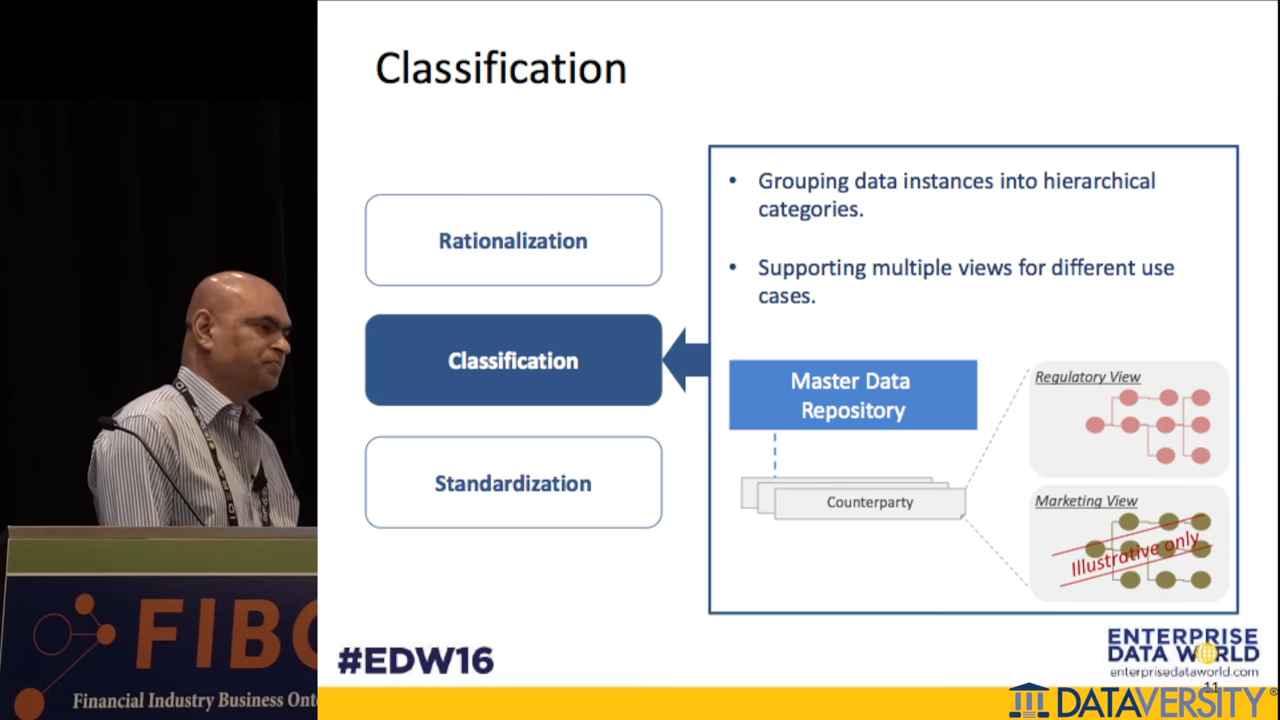 Classification
Rationalization
Classification
Standardization
• Grouping data instances into hierarchical
categories.
• Supporting multiple views for different use
cases.
Master Data
Repository
Counterparty
Regulatory View
Marketing View
Illustrative only
FIBO
Financial Industry Business Ont
#EDW16
ENTERPRISE
DATA WORLD
enterprisedataworld.com
11
DATAVERSITY®